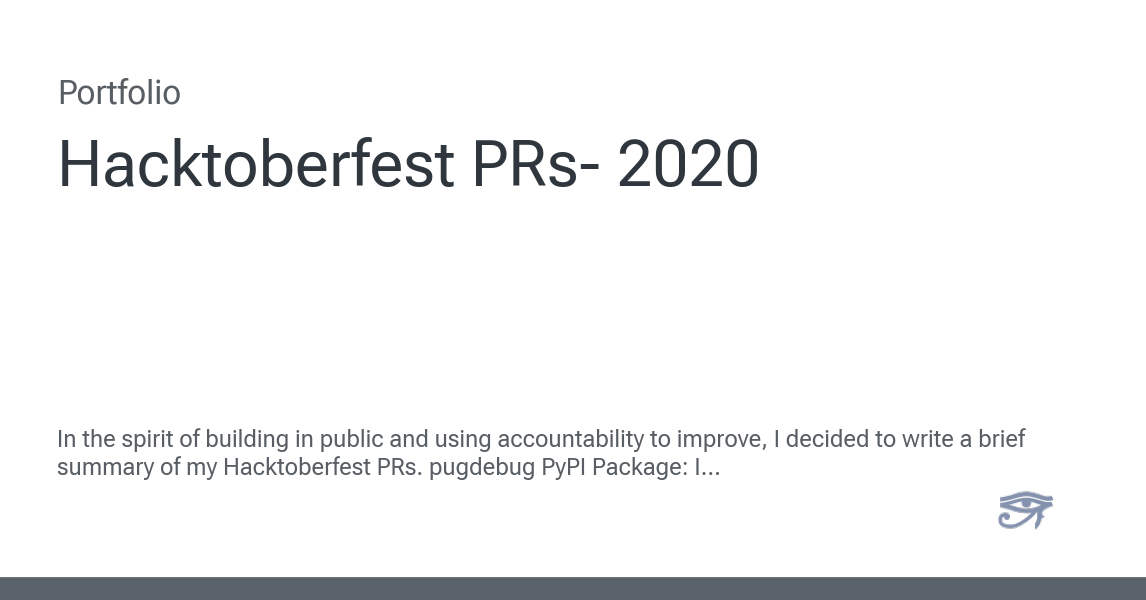 Portfolio
Hacktoberfest PRs- 2020
In the spirit of building in public and using accountability to improve, I decided to write a brief
summary of my Hacktoberfest PRs. pugdebug PyPI Package: I...